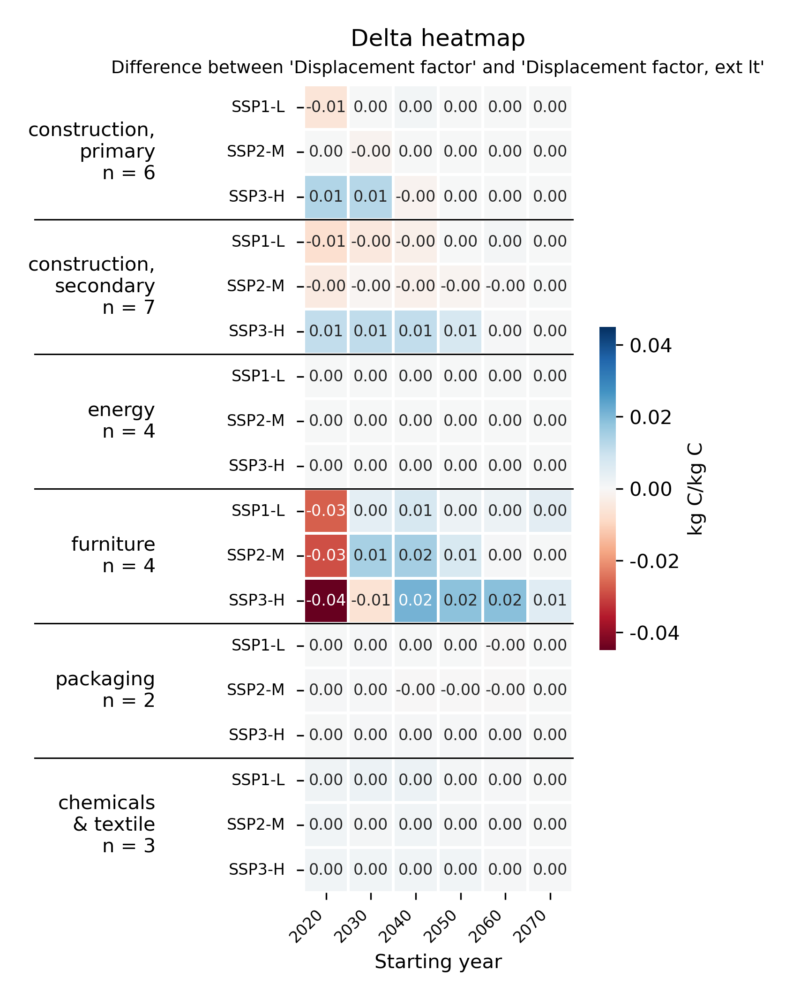 Delta heatmap
Difference between 'Displacement factor' and 'Displacement factor, ext lt'
construction,
primary
n = 6
SSP1-L -0.01 0.00 0.00 0.00 0.00 0.00
SSP2-M 0.00 -0.00 0.00 0.00 0.00 0.00
SSP3-H 0.01 0.01 -0.00 0.00 0.00 0.00
construction,
secondary
n = 7
SSP1-L -0.01 -0.00 -0.00 0.00 0.00 0.00
SSP2-M -0.00 -0.00 -0.00 -0.00 -0.00 0.00
SSP3-H 0.01 0.01 0.01 0.01 0.00 0.00
energy
n = 4
SSP1-L 0.00 0.00 0.00 0.00 0.00 0.00
SSP2-M 0.00 0.00 0.00 0.00 0.00 0.00
SSP3-H 0.00 0.00 0.00 0.00 0.00 0.00
furniture
n = 4
SSP1-L -0.03 0.00 0.01 0.00 0.00 0.00
SSP2-M -0.03 0.01 0.02 0.01 0.00 0.00
SSP3-H -0.04 -0.01 0.02 0.02 0.02 0.01
packaging
n = 2
SSP1-L 0.00 0.00 0.00 0.00 -0.00 0.00
SSP2-M 0.00 0.00 -0.00 -0.00 -0.00 0.00
SSP3-H 0.00 0.00 0.00 0.00 0.00 0.00
chemicals
& textile
n = 3
SSP1-L 0.00 0.00 0.00 0.00 0.00 0.00
SSP2-M 0.00 0.00 0.00 0.00 0.00 0.00
SSP3-H 0.00 0.00 0.00 0.00 0.00 0.00
2020 2030 2040 2050 2060 2070
Starting year
0.04
0.02
0.00
-0.02
-0.04
kg C/kg C